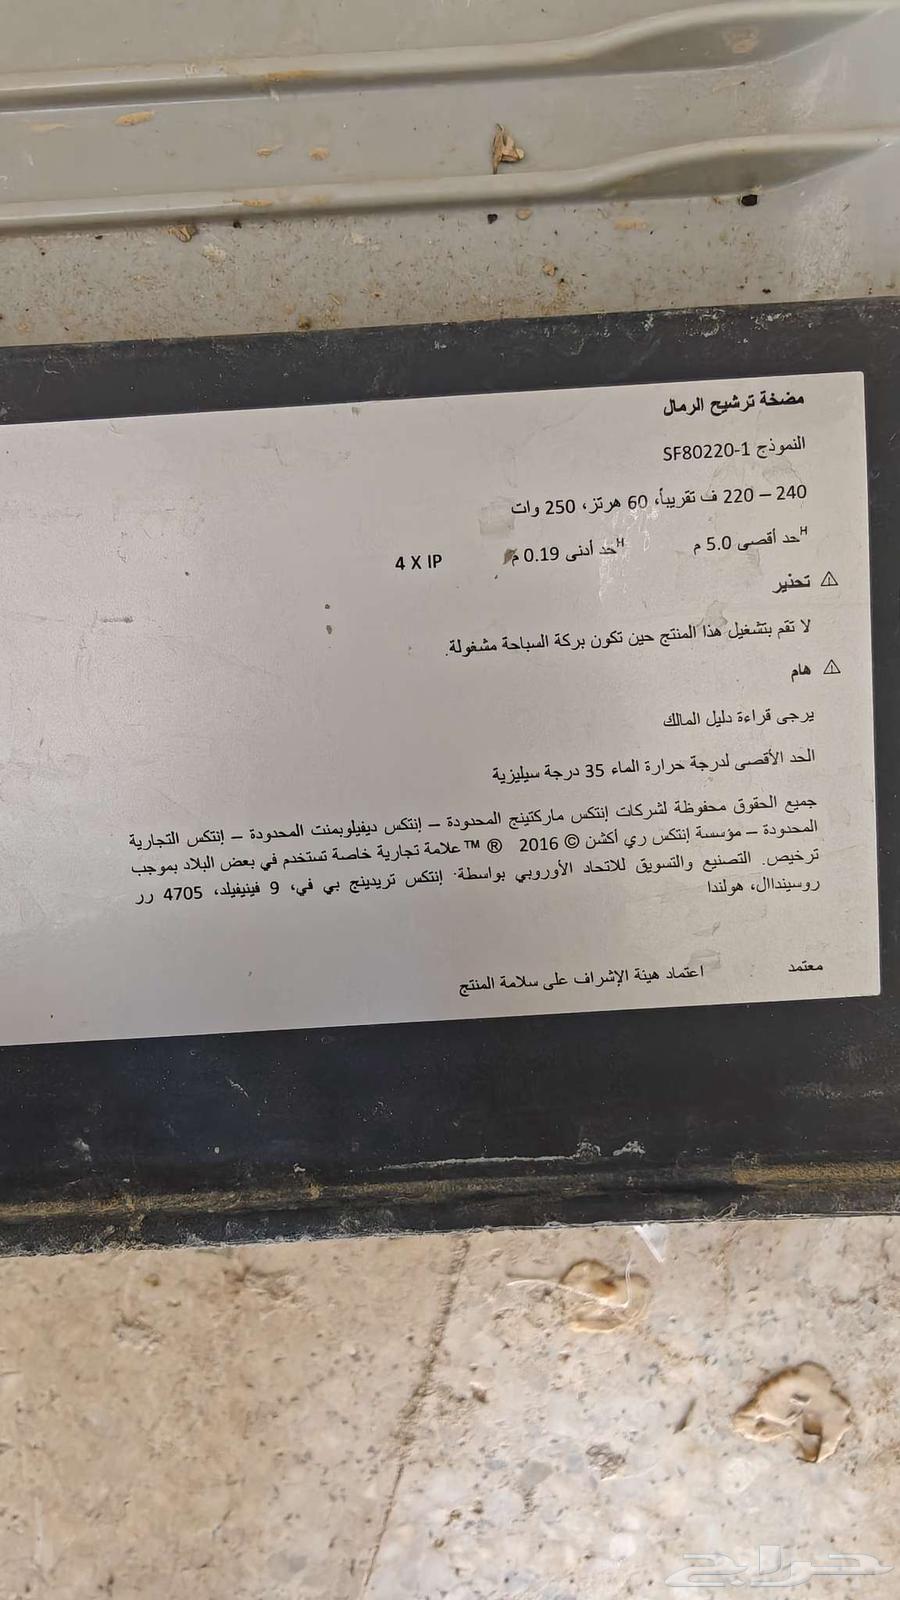 مضخة ترشيح الرمال
النموذج SF80220-1
240 – 220 ف تقريباً، 60 هرتز، 250 وات
Hحد أقصى 5.0 م Hحد أدنى 0.19 م 4 X IP
⚠ تحذير
لا تقم بتشغيل هذا المنتج حين تكون بركة السباحة مشغولة.
⚠ هام
يرجى قراءة دليل المالك
الحد الأقصى لدرجة حرارة الماء 35 درجة سيليزية
جميع الحقوق محفوظة لشركات إنتكس ماركتينج المحدودة – إنتكس ديفيلوبمنت المحدودة – إنتكس التجارية
المحدودة – مؤسسة إنتكس ري أكشن © 2016 ® ™ علامة تجارية خاصة تستخدم في بعض البلاد بموجب
ترخيص. التصنيع والتسويق للاتحاد الأوروبي بواسطة. إنتكس تريدينج بي في، 9 فينيفيلد، 4705 رر
روسينداال، هولندا
معتمد اعتماد هيئة الإشراف على سلامة المنتج
حراج